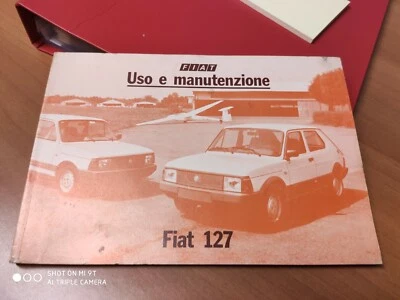 FIAT
Uso e manutenzione
Fiat 127
SHOT ON MI 9T
AI TRIPLE CAMERA